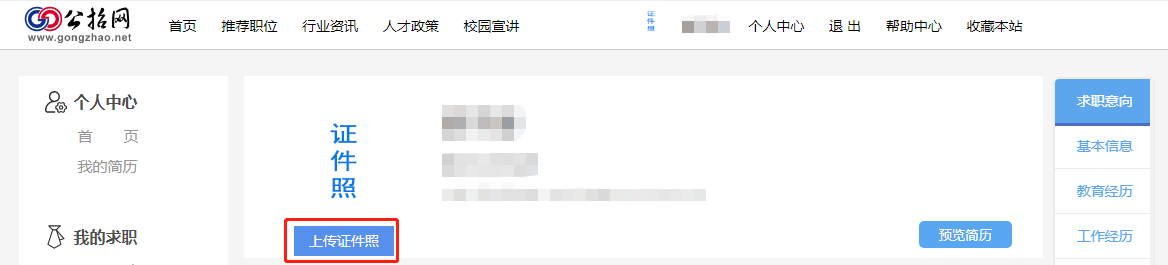 公招网
www.gongzhao.net
首页 推荐职位 行业资讯 人才政策 校园宣讲 证件照 个人中心 退 出 帮助中心 收藏本站
个人中心
首 页
我的简历
我的求职
证
件
照
上传证件照
预览简历
求职意向
基本信息
教育经历
工作经历